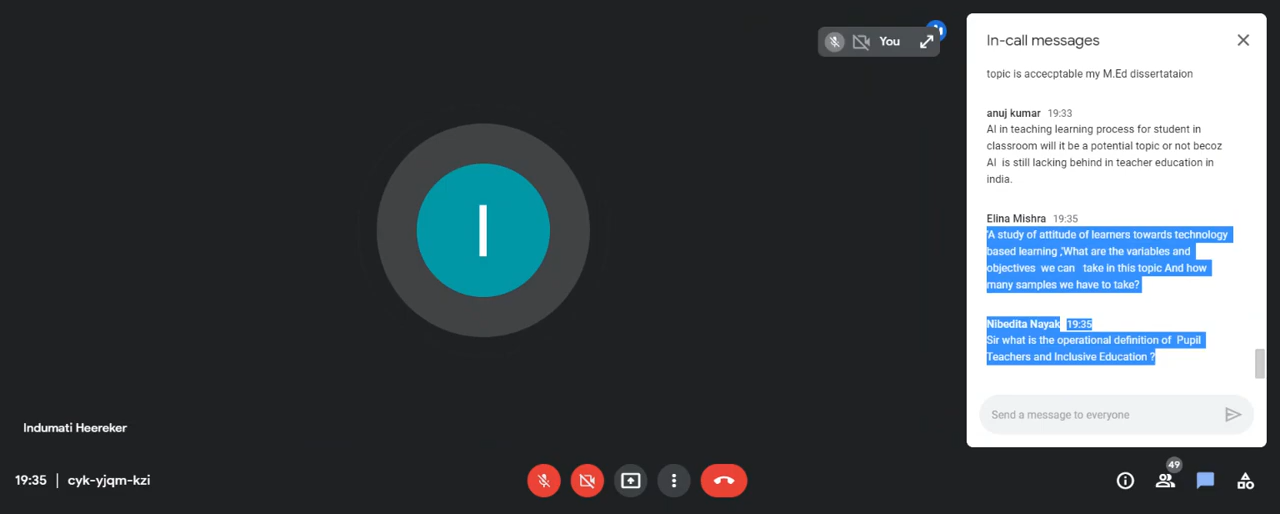 You
In-call messages
topic is accecptable my M.Ed dissertataion
anuj kumar 19:33
AI in teaching learning process for student in
classroom will it be a potential topic or not becoz
AI is still lacking behind in teacher education in
india.
Elina Mishra 19:35
'A study of attitude of learners towards technology
based learning ,'What are the variables and
objectives we can take in this topic And how
many samples we have to take?
Nibedita Nayak 19:35
Sir what is the operational definition of Pupil
Teachers and Inclusive Education ?
Send a message to everyone
I
Indumati Heereker
19:35 | cyk-yjqm-kzi
49